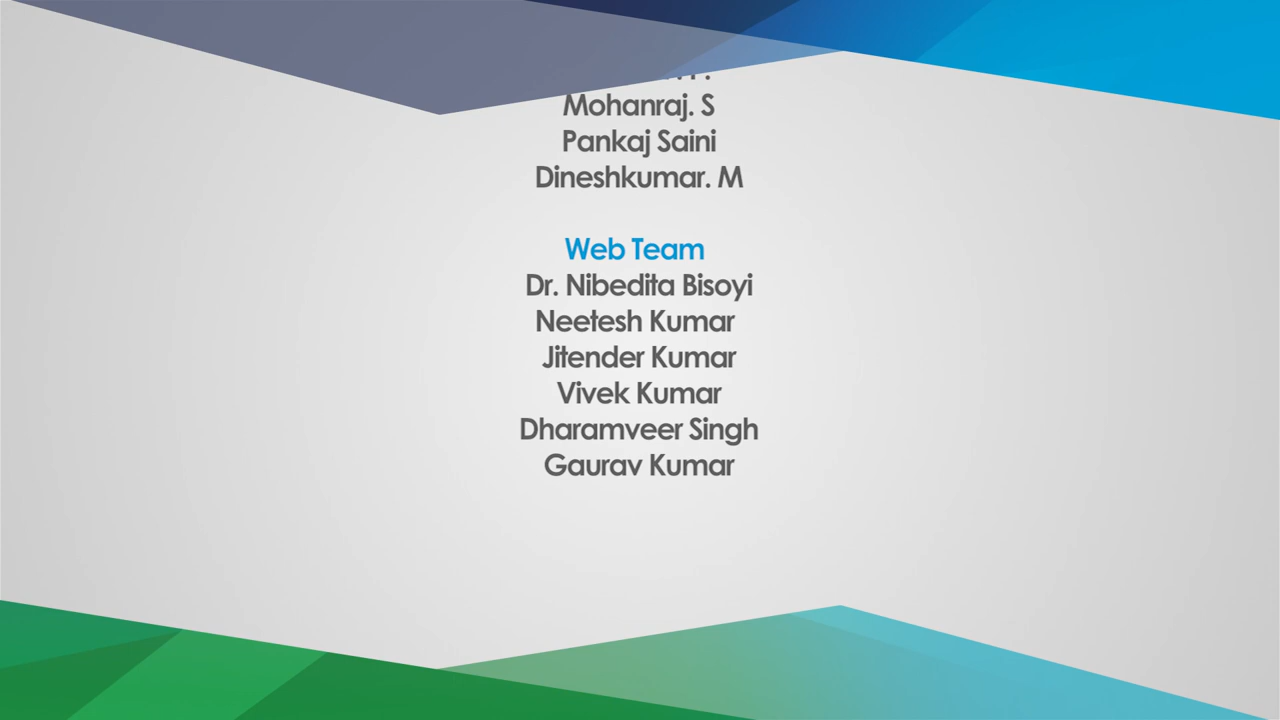 Mohanraj. S
Pankaj Saini
Dineshkumar. M
Web Team
Dr. Nibedita Bisoyi
Neetesh Kumar
Jitender Kumar
Vivek Kumar
Dharamveer Singh
Gaurav Kumar